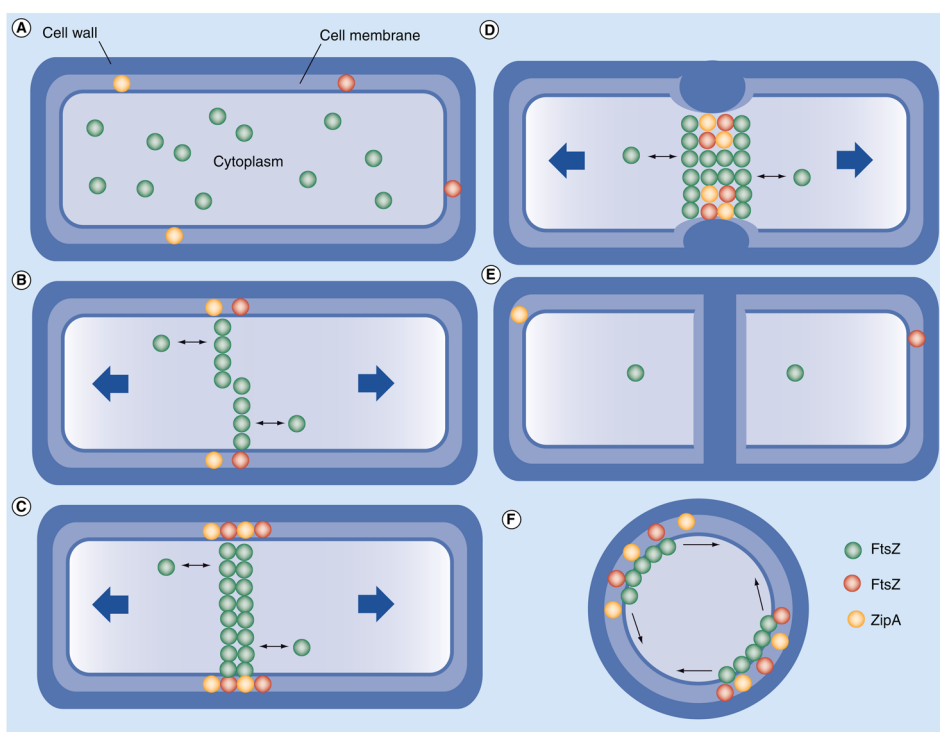 A
Cell wall
Cell membrane
Cytoplasm
B
C
D
E
F
FtsZ
FtsZ
ZipA